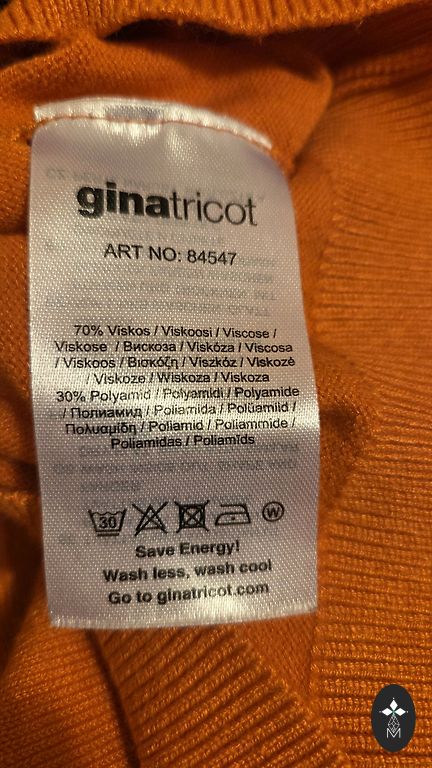 ginatricot
ART NO: 84547
70% Viskos / Viskoosi / Viscose /
Viskose / Вискоза / Viskóza / Viscosa
/ Viskoos / Βισκόζη / Viszkóz / Viskozė
/ Viskoze / Wiskoza / Viskoza
30% Polyamid / Polyamidi / Polyamide
/ Полиамид / Poliamida / Polüamiid /
Πολυαμίδη / Poliamid / Poliammide /
Poliamidas / Poliamīds
30
W
Save Energy!
Wash less, wash cool
Go to ginatricot.com